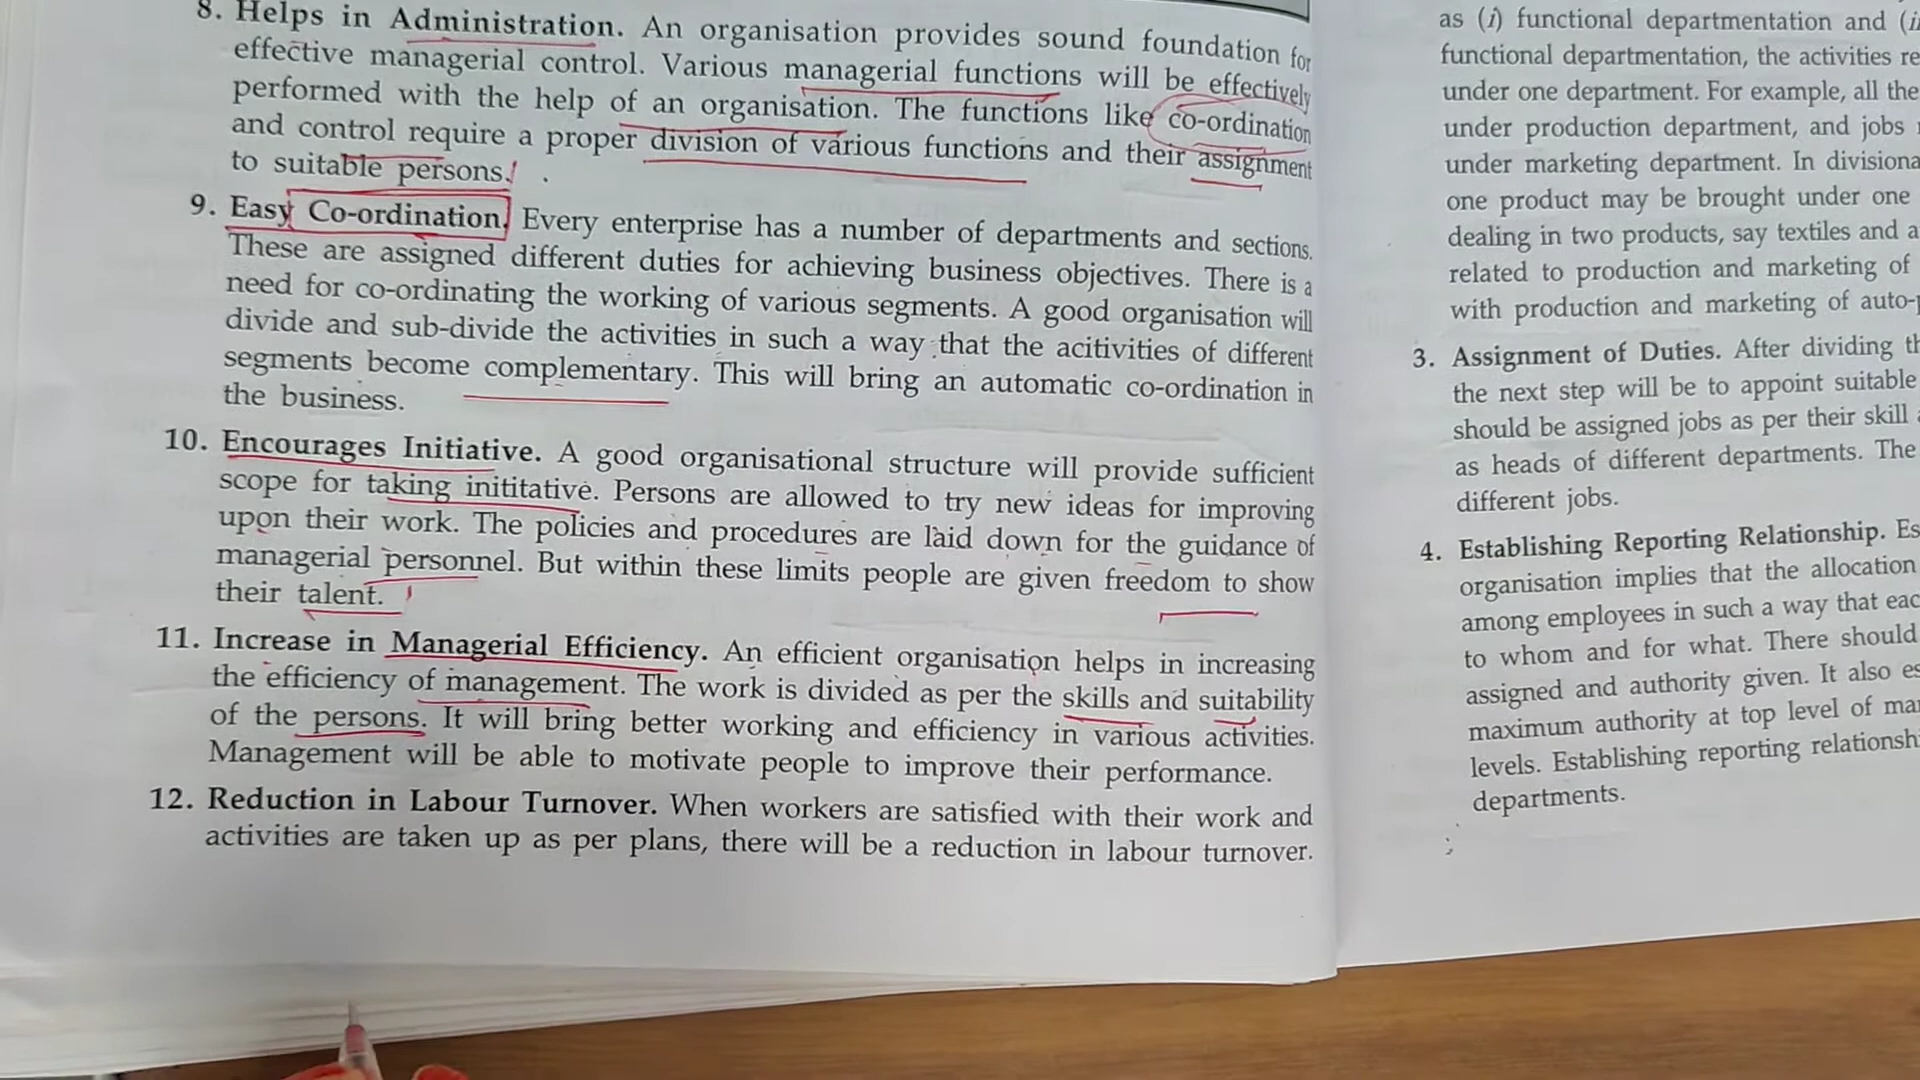 8. Helps in Administration. An organisation provides sound foundation for
effective managerial control. Various managerial functions will be effectively
performed with the help of an organisation. The functions like co-ordination
and control require a proper division of various functions and their assignment
to suitable persons.
9. Easy Co-ordination. Every enterprise has a number of departments and sections.
These are assigned different duties for achieving business objectives. There is a
need for co-ordinating the working of various segments. A good organisation will
divide and sub-divide the activities in such a way that the acitivities of different
segments become complementary. This will bring an automatic co-ordination in
the business.
10. Encourages Initiative. A good organisational structure will provide sufficient
scope for taking inititative. Persons are allowed to try new ideas for improving
upon their work. The policies and procedures are laid down for the guidance of
managerial personnel. But within these limits people are given freedom to show
their talent.
11. Increase in Managerial Efficiency. An efficient organisation helps in increasing
the efficiency of management. The work is divided as per the skills and suitability
of the persons. It will bring better working and efficiency in various activities.
Management will be able to motivate people to improve their performance.
12. Reduction in Labour Turnover. When workers are satisfied with their work and
activities are taken up as per plans, there will be a reduction in labour turnover.
as (i) functional departmentation and
functional departmentation, the activities
under one department. For example, all the
under production department, and jobs
under marketing department. In
one product may be brought under one
dealing in two products, say textiles and
related to production and marketing of
with production and marketing of
3. Assignment of Duties. After dividing
the next step will be to appoint suitable
should be assigned jobs as per their skill
as heads of different departments. The
different jobs.
4. Establishing Reporting Relationship.
organisation implies that the allocation
among employees in such a way that
to whom and for what. There should
assigned and authority given. It also
maximum authority at top level of
levels. Establishing reporting
departments.